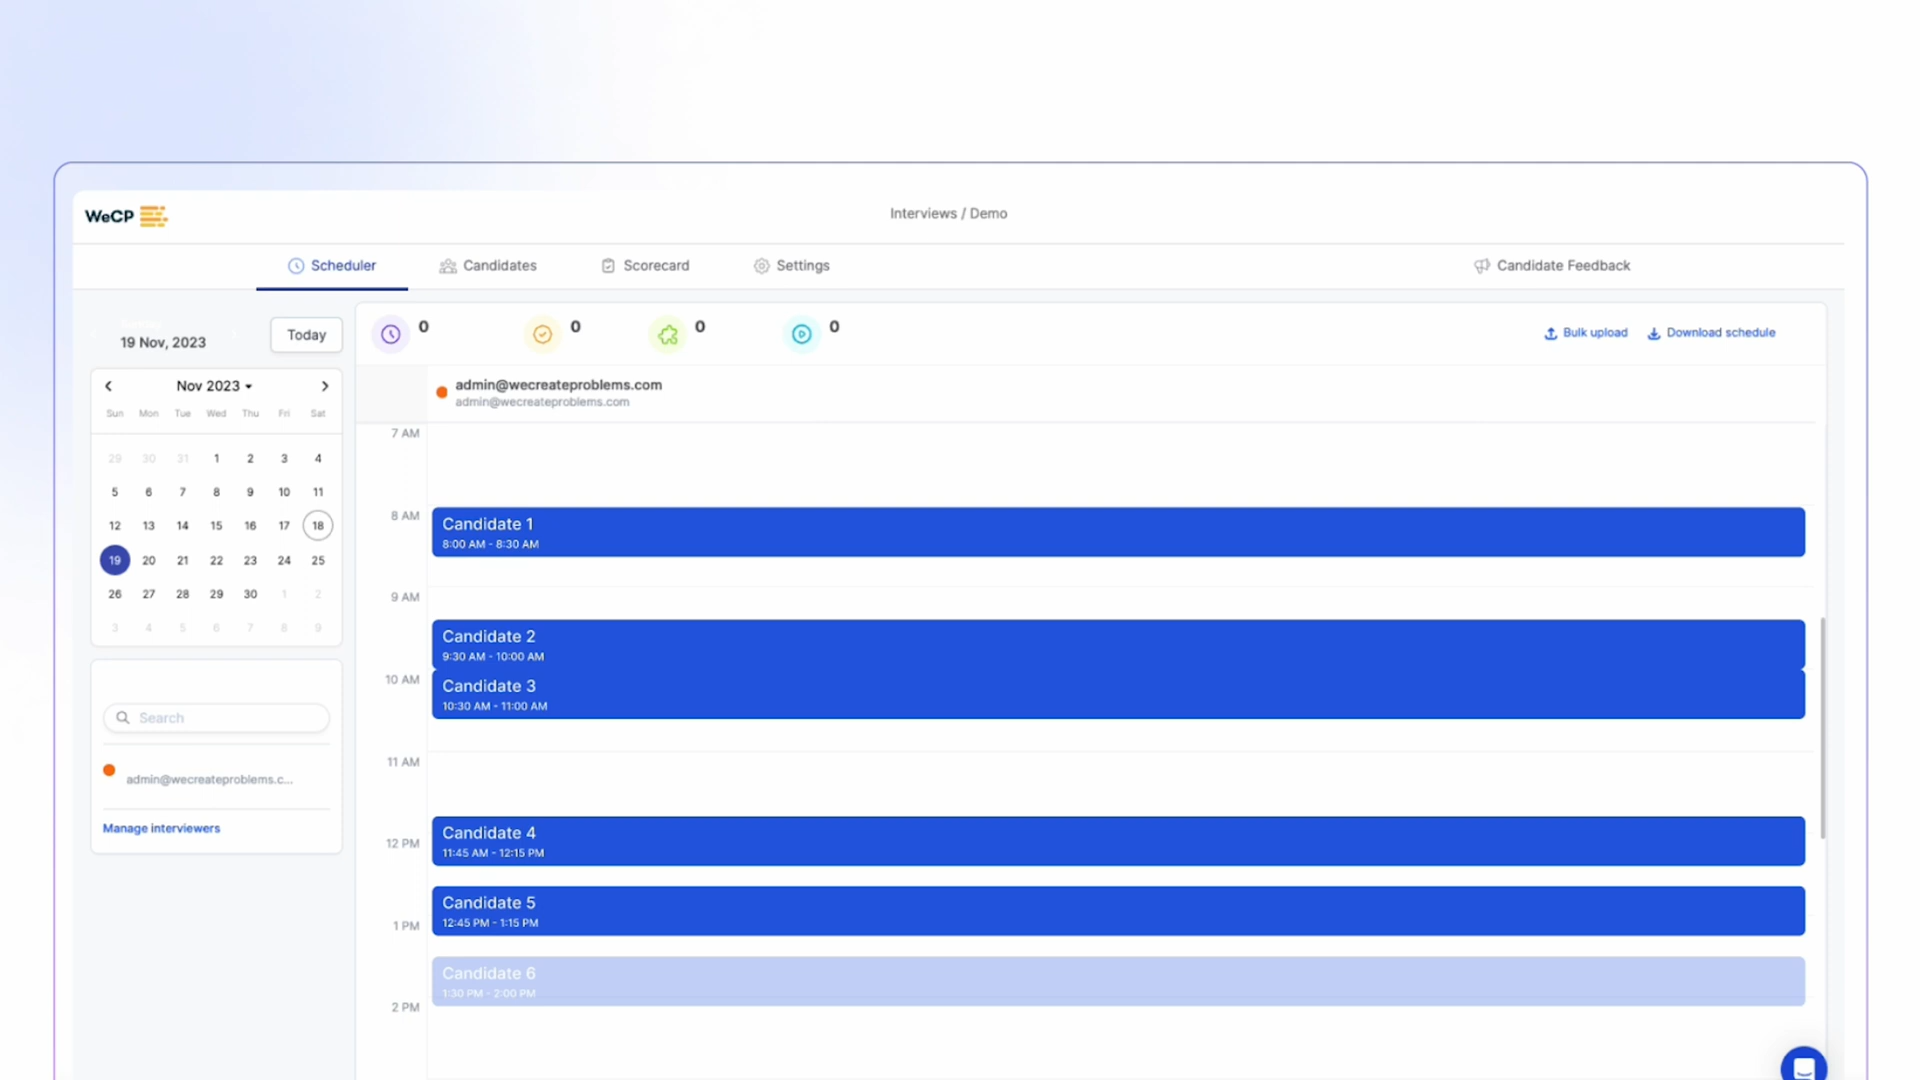 WeCP
Interviews / Demo
Scheduler
Candidates
Scorecard
Settings
Candidate Feedback
19 Nov, 2023
Today
Nov 2023
Sun Mon Tue Wed Thu Fri Sat
29 30 31 1 2 3 4
5 6 7 8 9 10 11
12 13 14 15 16 17 18
19 20 21 22 23 24 25
26 27 28 29 30 1 2
3 4 5 6 7 8 9
Search
admin@wecreateproblems.c...
Manage interviewers
0
0
0
0
Bulk upload
Download schedule
admin@wecreateproblems.com
admin@wecreateproblems.com
7 AM
8 AM
Candidate 1
8:00 AM - 8:30 AM
9 AM
Candidate 2
9:30 AM - 10:00 AM
10 AM
Candidate 3
10:30 AM - 11:00 AM
11 AM
Candidate 4
11:45 AM - 12:15 PM
12 PM
Candidate 5
12:45 PM - 1:15 PM
1 PM
Candidate 6
1:30 PM - 2:00 PM
2 PM